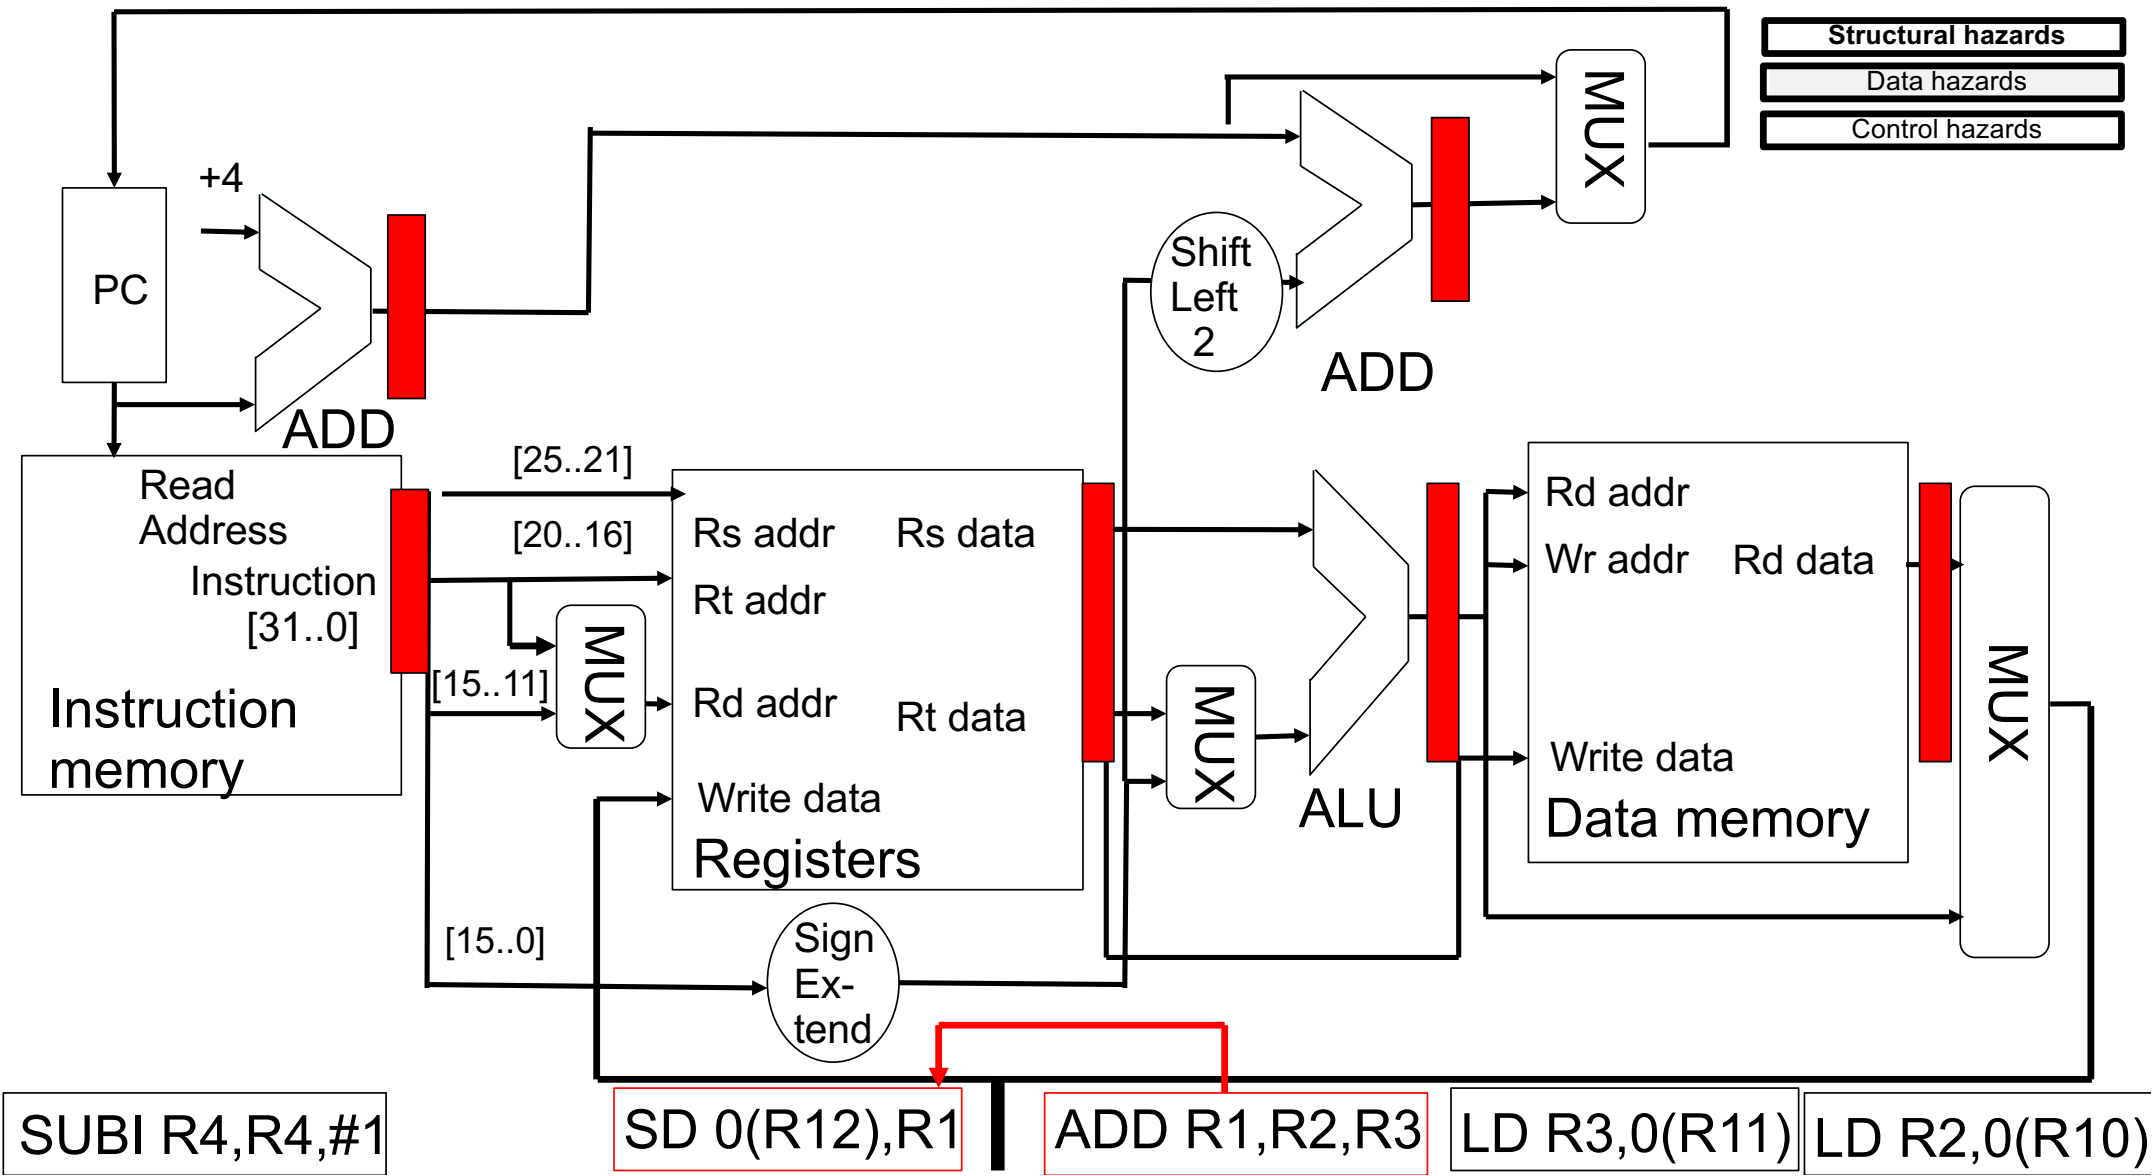 Structural hazards
Data hazards
Control hazards
MUX
+4
PC
ADD
Shift
Left
2
ADD
Read
Address
Instruction
[31..0]
Instruction
memory
[25..21]
[20..16]
[15..11]
MUX
[15..0]
Rs addr
Rs data
Rt addr
Rd addr
Rt data
Write data
Registers
Sign
Ex-
tend
MUX
ALU
Rd addr
Wr addr
Rd data
Write data
Data memory
MUX
SUBI R4,R4,#1
SD 0(R12),R1
ADD R1,R2,R3
LD R3,0(R11)
LD R2,0(R10)